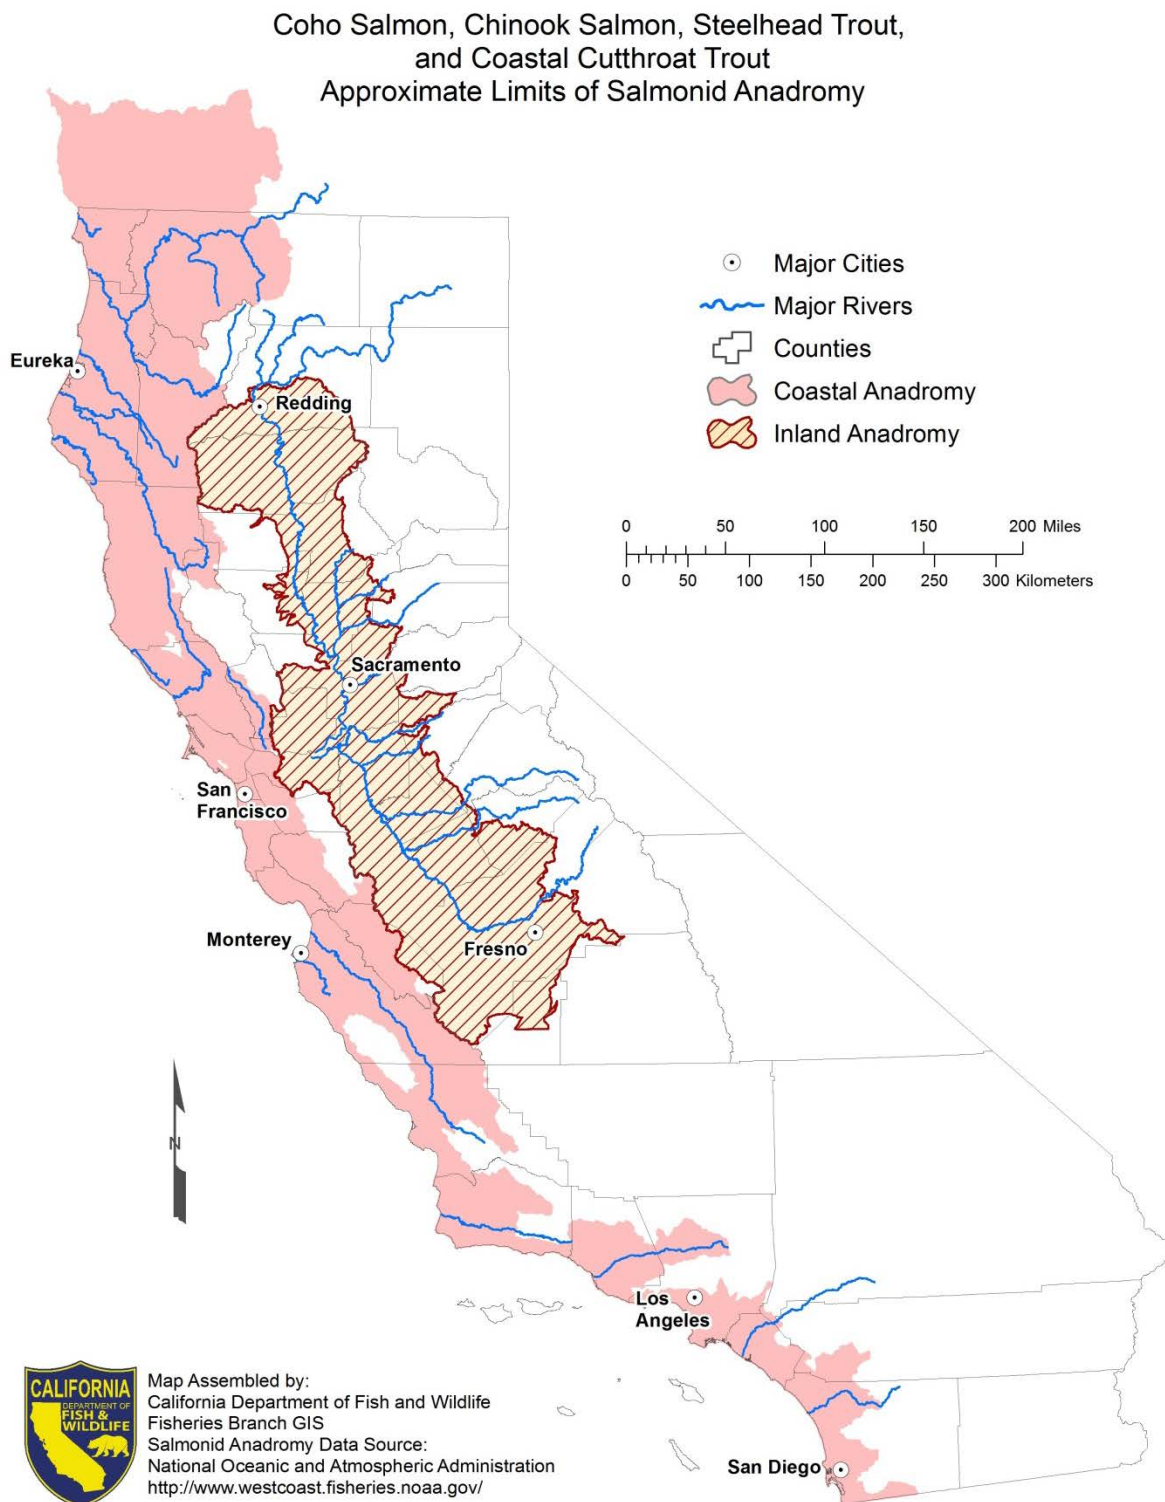 Coho Salmon, Chinook Salmon, Steelhead Trout,
and Coastal Cutthroat Trout
Approximate Limits of Salmonid Anadromy
Major Cities
Major Rivers
Counties
Coastal Anadromy
Inland Anadromy
0 50 100 150 200 Miles
0 50 100 150 200 250 300 Kilometers
Eureka
Redding
Sacramento
San
Francisco
Monterey
Fresno
N
Los
Angeles
San Diego
CALIFORNIA
DEPARTMENT OF
FISH &
WILDLIFE
Map Assembled by:
California Department of Fish and Wildlife
Fisheries Branch GIS
Salmonid Anadromy Data Source:
National Oceanic and Atmospheric Administration
http://www.westcoast.fisheries.noaa.gov/